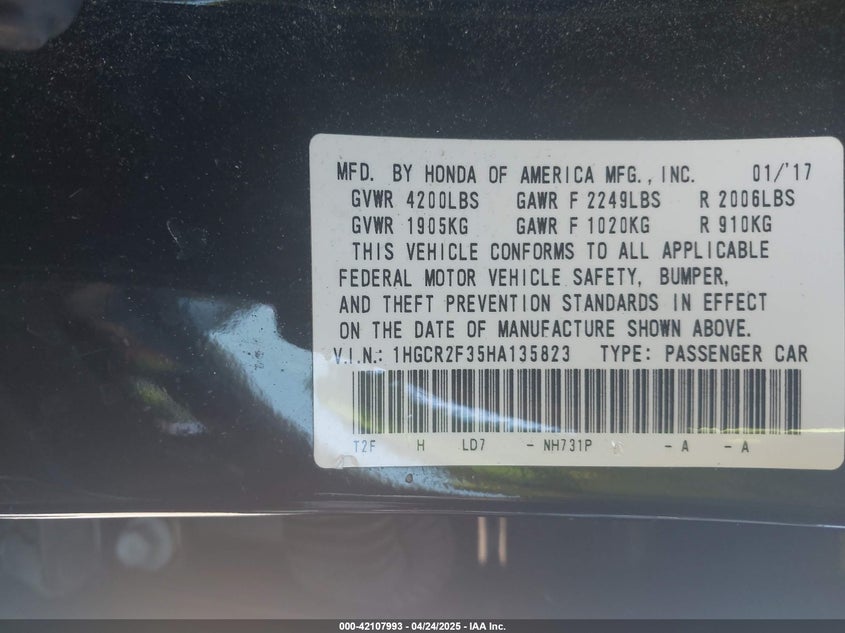 MFD. BY HONDA OF AMERICA MFG., INC. 01/'17
GVWR 4200LBS GAWR F 2249LBS R 2006LBS
GVWR 1905KG GAWR F 1020KG R 910KG
THIS VEHICLE CONFORMS TO ALL APPLICABLE
FEDERAL MOTOR VEHICLE SAFETY, BUMPER,
AND THEFT PREVENTION STANDARDS IN EFFECT
ON THE DATE OF MANUFACTURE SHOWN ABOVE.
V.I.N.: 1HGCR2F35HA135823 TYPE: PASSENGER CAR
T2F H LD7 - NH731P - A - A
000-42107993 - 04/24/2025 - IAA Inc.